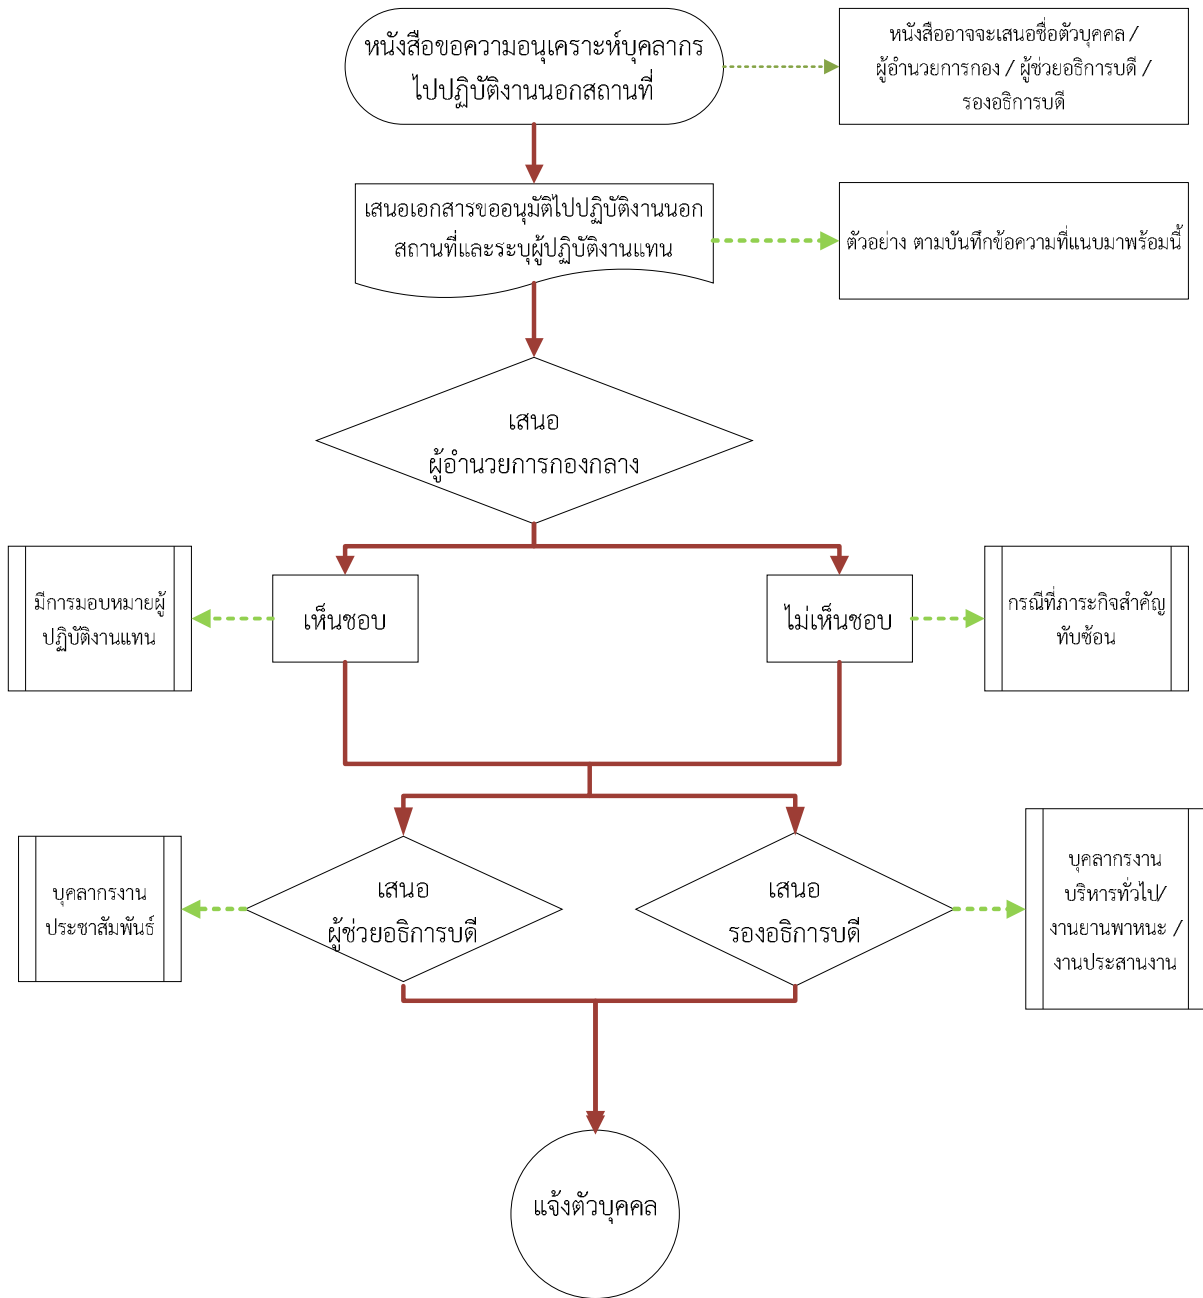 หนังสือขอความอนุเคราะห์บุคลากร
ไปปฏิบัติงานนอกสถานที่
หนังสืออาจจะเสนอชื่อตัวบุคคล /
ผู้อำนวยการกอง / ผู้ช่วยอธิการบดี /
รองอธิการบดี
เสนอเอกสารขออนุมัติไปปฏิบัติงานนอก
สถานที่และระบุผู้ปฏิบัติงานแทน
ตัวอย่าง ตามบันทึกข้อความที่แนบมาพร้อมนี้
เสนอ
ผู้อำนวยการกองกลาง
มีการมอบหมายผู้
ปฏิบัติงานแทน
เห็นชอบ
ไม่เห็นชอบ
กรณีที่ภาระกิจสำคัญ
ทับซ้อน
บุคลากรงาน
ประชาสัมพันธ์
เสนอ
ผู้ช่วยอธิการบดี
เสนอ
รองอธิการบดี
บุคลากรงาน
บริหารทั่วไป/
งานยานพาหนะ /
งานประสานงาน
แจ้งตัวบุคคล